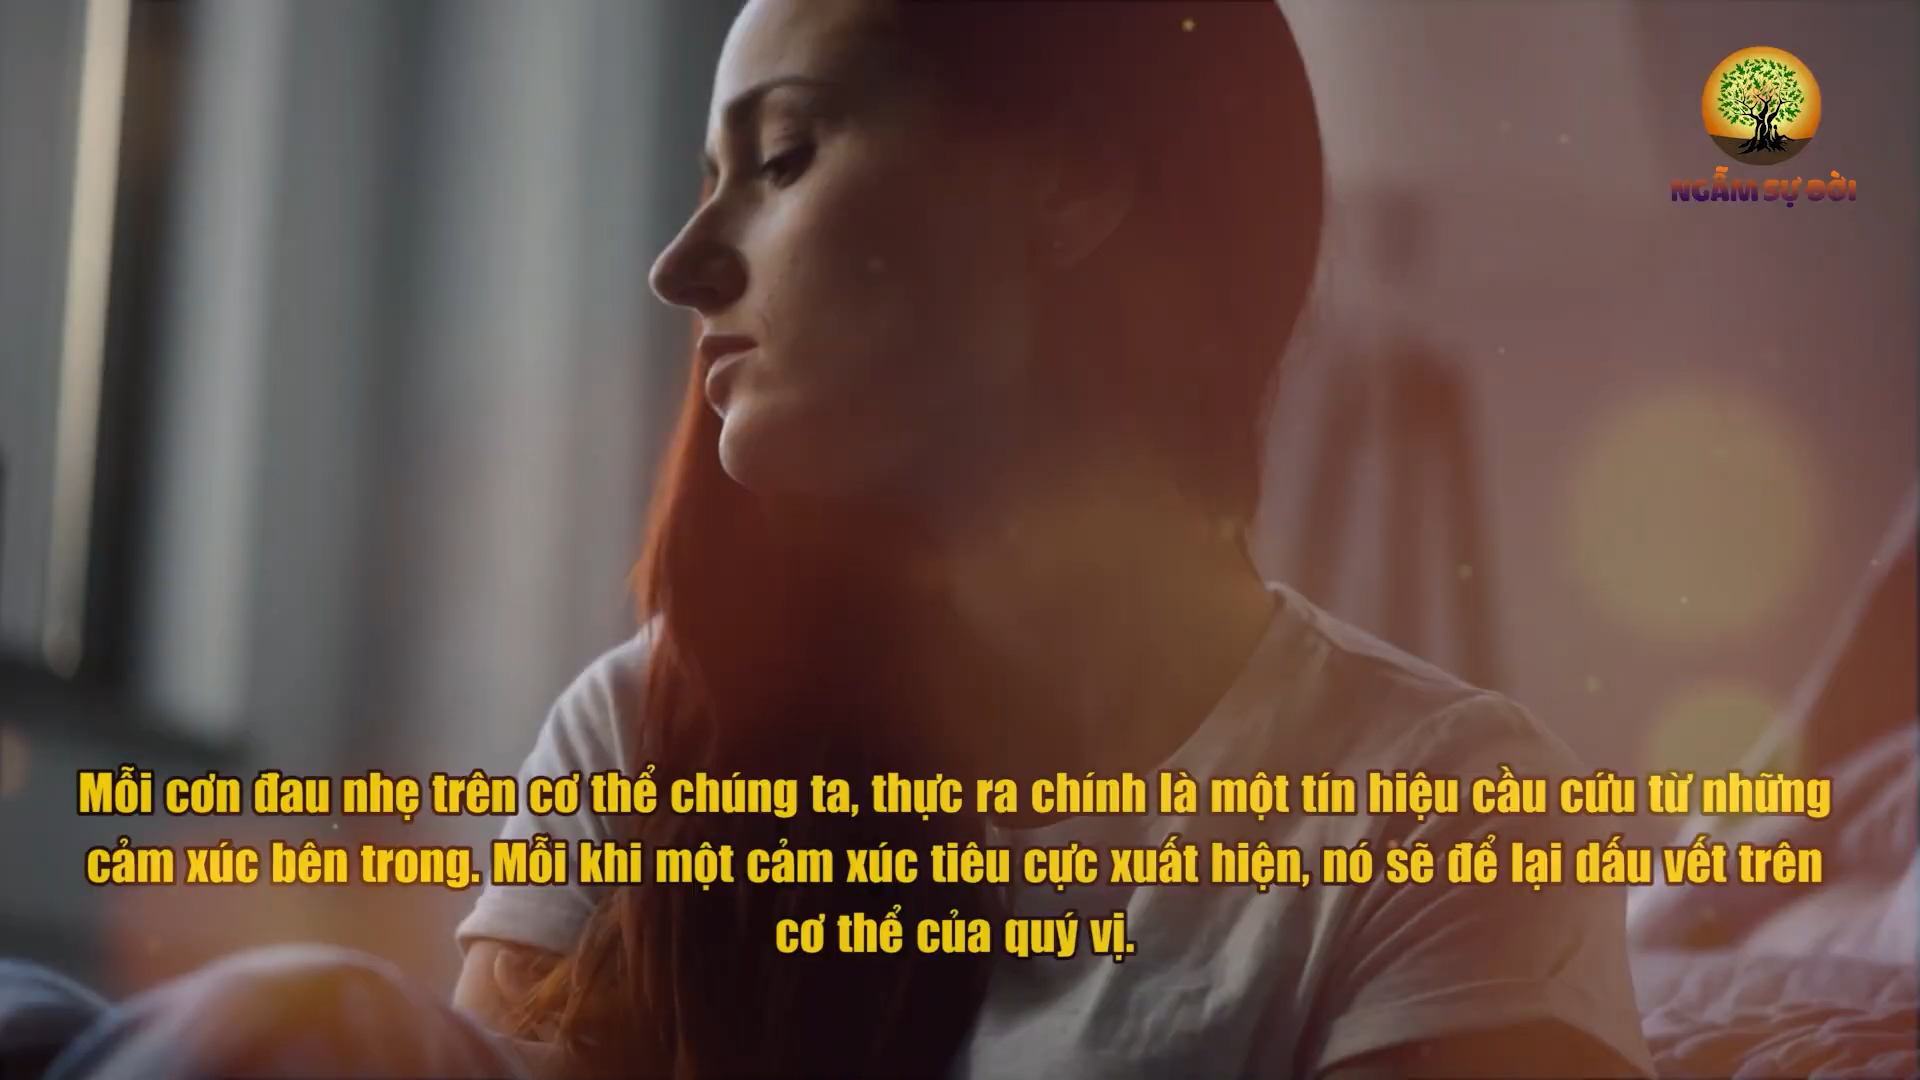 NGẪM SỰ ĐỜI
Mỗi cơn đau nhẹ trên cơ thể chúng ta, thực ra chính là một tín hiệu cầu cứu từ những
cảm xúc bên trong. Mỗi khi một cảm xúc tiêu cực xuất hiện, nó sẽ để lại dấu vết trên
cơ thể của quý vị.